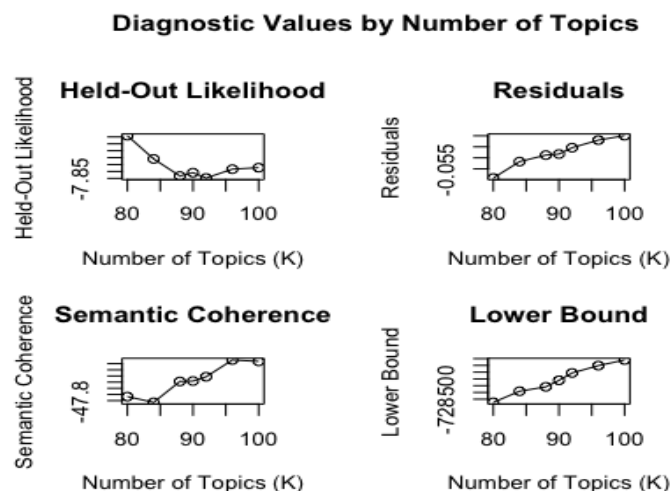 Diagnostic Values by Number of Topics
Held-Out Likelihood
Held-Out Likelihood
-7.85
80 90 100
Number of Topics (K)
Residuals
Residuals
-0.055
80 90 100
Number of Topics (K)
Semantic Coherence
Semantic Coherence
-47.8
80 90 100
Number of Topics (K)
Lower Bound
Lower Bound
-728500
80 90 100
Number of Topics (K)